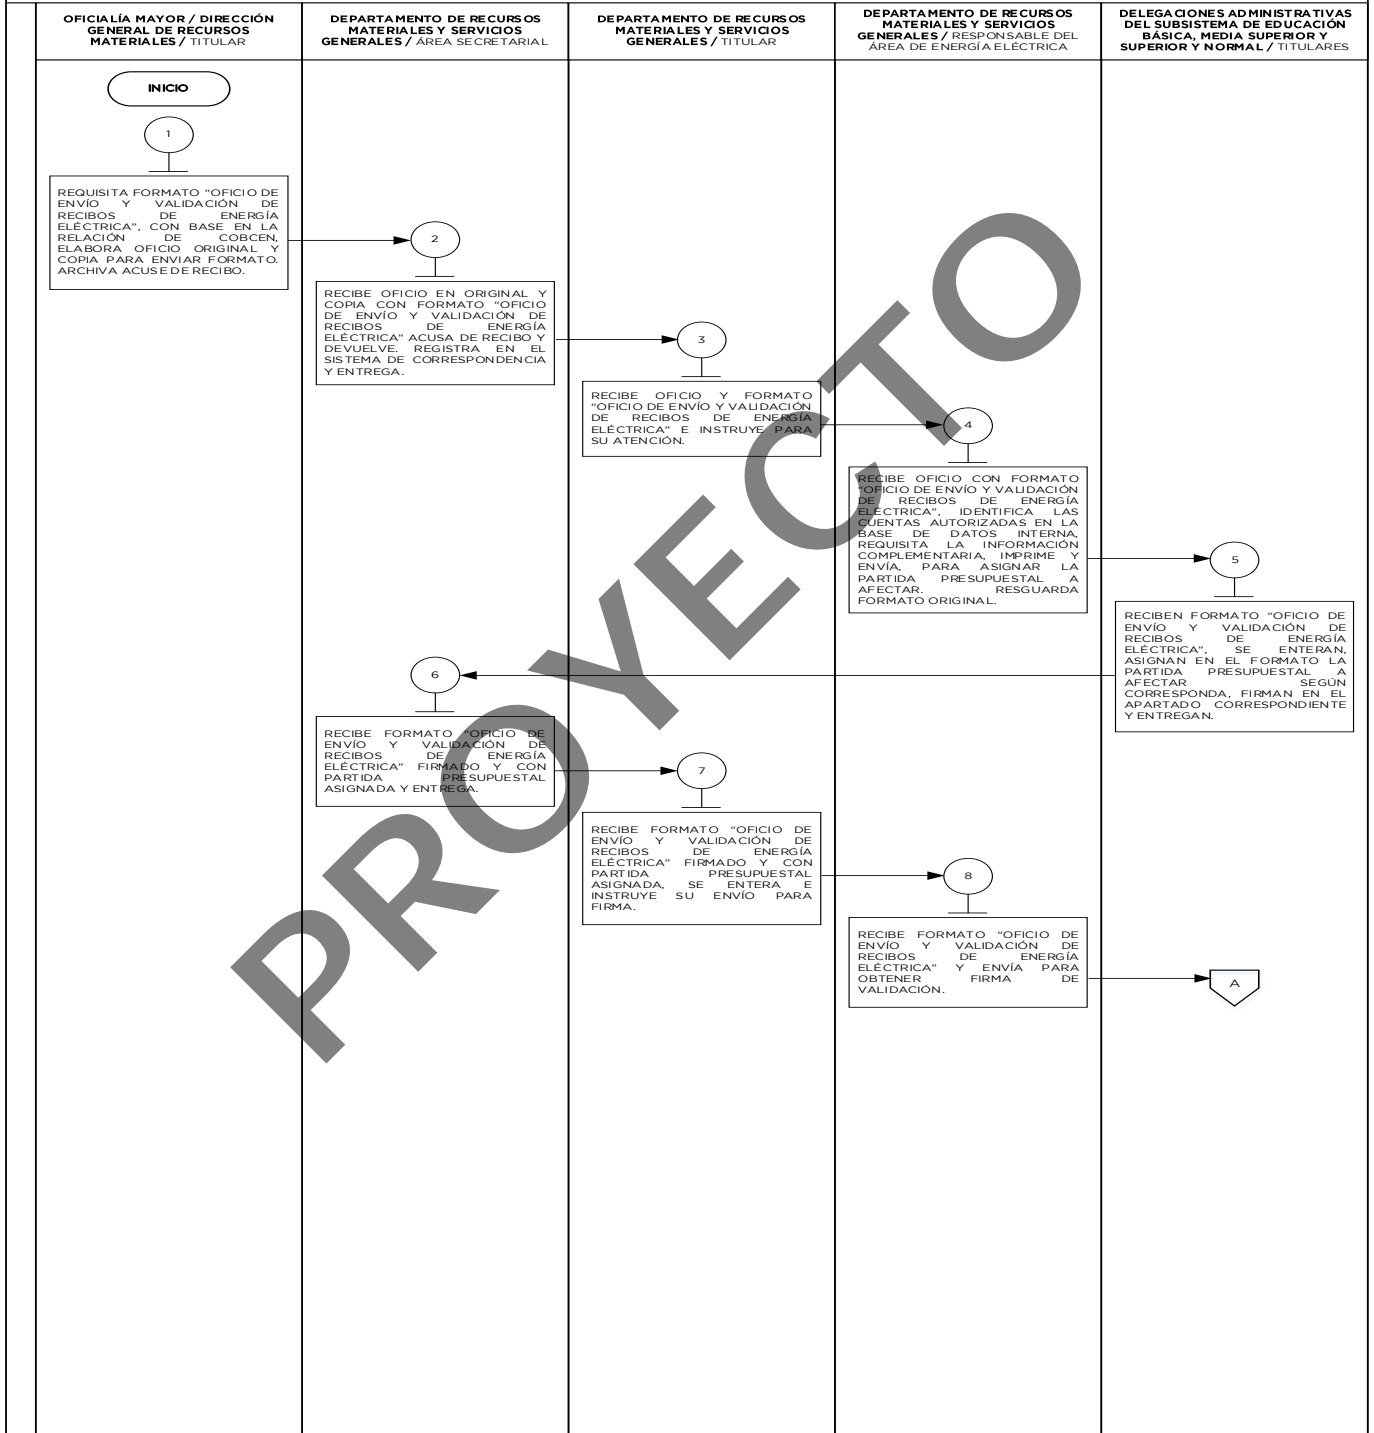 OFICIALÍA MAYOR / DIRECCIÓN
GENERAL DE RECURSOS
MATERIALES / TITULAR
DEPARTAMENTO DE RECURSOS
MATERIALES Y SERVICIOS
GENERALES / ÁREA SECRETARIAL
DEPARTAMENTO DE RECURSOS
MATERIALES Y SERVICIOS
GENERALES / TITULAR
DEPARTAMENTO DE RECURSOS
MATERIALES Y SERVICIOS
GENERALES / RESPONSABLE DEL
ÁREA DE ENERGÍA ELÉCTRICA
DELEGACIONES ADMINISTRATIVAS
DEL SUBSISTEMA DE EDUCACIÓN
BÁSICA, MEDIA SUPERIOR Y
SUPERIOR Y NORMAL / TITULARES
INICIO
1
REQUISITA FORMATO “OFICIO DE
ENVÍO Y VALIDACIÓN DE
RECIBOS DE ENERGÍA
ELÉCTRICA”, CON BASE EN LA
RELACIÓN DE COBCEN,
ELABORA OFICIO ORIGINAL Y
COPIA PARA ENVIAR FORMATO.
ARCHIVA ACUSE DE RECIBO.
2
RECIBE OFICIO EN ORIGINAL Y
COPIA CON FORMATO “OFICIO
DE ENVÍO Y VALIDACIÓN DE
RECIBOS DE ENERGÍA
ELÉCTRICA” ACUSA DE RECIBO Y
DEVUELVE. REGISTRA EN EL
SISTEMA DE CORRESPONDENCIA
Y ENTREGA.
3
RECIBE OFICIO Y FORMATO
“OFICIO DE ENVÍO Y VALIDACIÓN
DE RECIBOS DE ENERGÍA
ELÉCTRICA” E INSTRUYE PARA
SU ATENCIÓN.
4
RECIBE OFICIO CON FORMATO
“OFICIO DE ENVÍO Y VALIDACIÓN
DE RECIBOS DE ENERGÍA
ELÉCTRICA”, IDENTIFICA LAS
CUENTAS AUTORIZADAS EN LA
BASE DE DATOS INTERNA,
REQUISITA LA INFORMACIÓN
COMPLEMENTARIA, IMPRIME Y
ENVÍA, PARA ASIGNAR LA
PARTIDA PRESUPUESTAL A
AFECTAR. RESGUARDA
FORMATO ORIGINAL.
5
RECIBEN FORMATO “OFICIO DE
ENVÍO Y VALIDACIÓN DE
RECIBOS DE ENERGÍA
ELÉCTRICA”, SE ENTERAN,
ASIGNAN EN EL FORMATO LA
PARTIDA PRESUPUESTAL A
AFECTAR SEGÚN
CORRESPONDA, FIRMAN EN EL
APARTADO CORRESPONDIENTE
Y ENTREGAN.
6
RECIBE FORMATO “OFICIO DE
ENVÍO Y VALIDACIÓN DE
RECIBOS DE ENERGÍA
ELÉCTRICA” FIRMADO Y CON
PARTIDA PRESUPUESTAL
ASIGNADA Y ENTREGA.
7
RECIBE FORMATO “OFICIO DE
ENVÍO Y VALIDACIÓN DE
RECIBOS DE ENERGÍA
ELÉCTRICA” FIRMADO Y CON
PARTIDA PRESUPUESTAL
ASIGNADA, SE ENTERA E
INSTRUYE SU ENVÍO PARA
FIRMA.
8
RECIBE FORMATO “OFICIO DE
ENVÍO Y VALIDACIÓN DE
RECIBOS DE ENERGÍA
ELÉCTRICA” Y ENVÍA PARA
OBTENER FIRMA DE
VALIDACIÓN.
A
PROYECTO